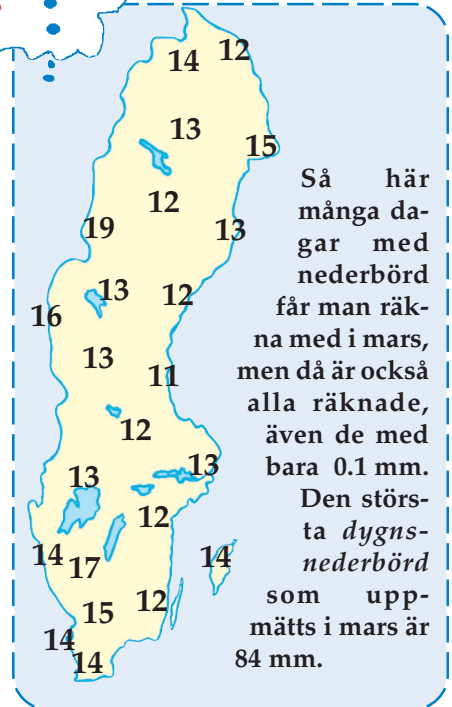 14 12
13
15
12
19 13
13 12
16
13
11
12
13 13
12
14 17 14
15 12
14
14
Så här
många da-
gar med
nederbörd
får man räk-
na med i mars,
men då är också
alla räknade,
även de med
bara 0.1 mm.
Den störs-
ta dygns-
nederbörd
som upp-
mätts i mars är
84 mm.